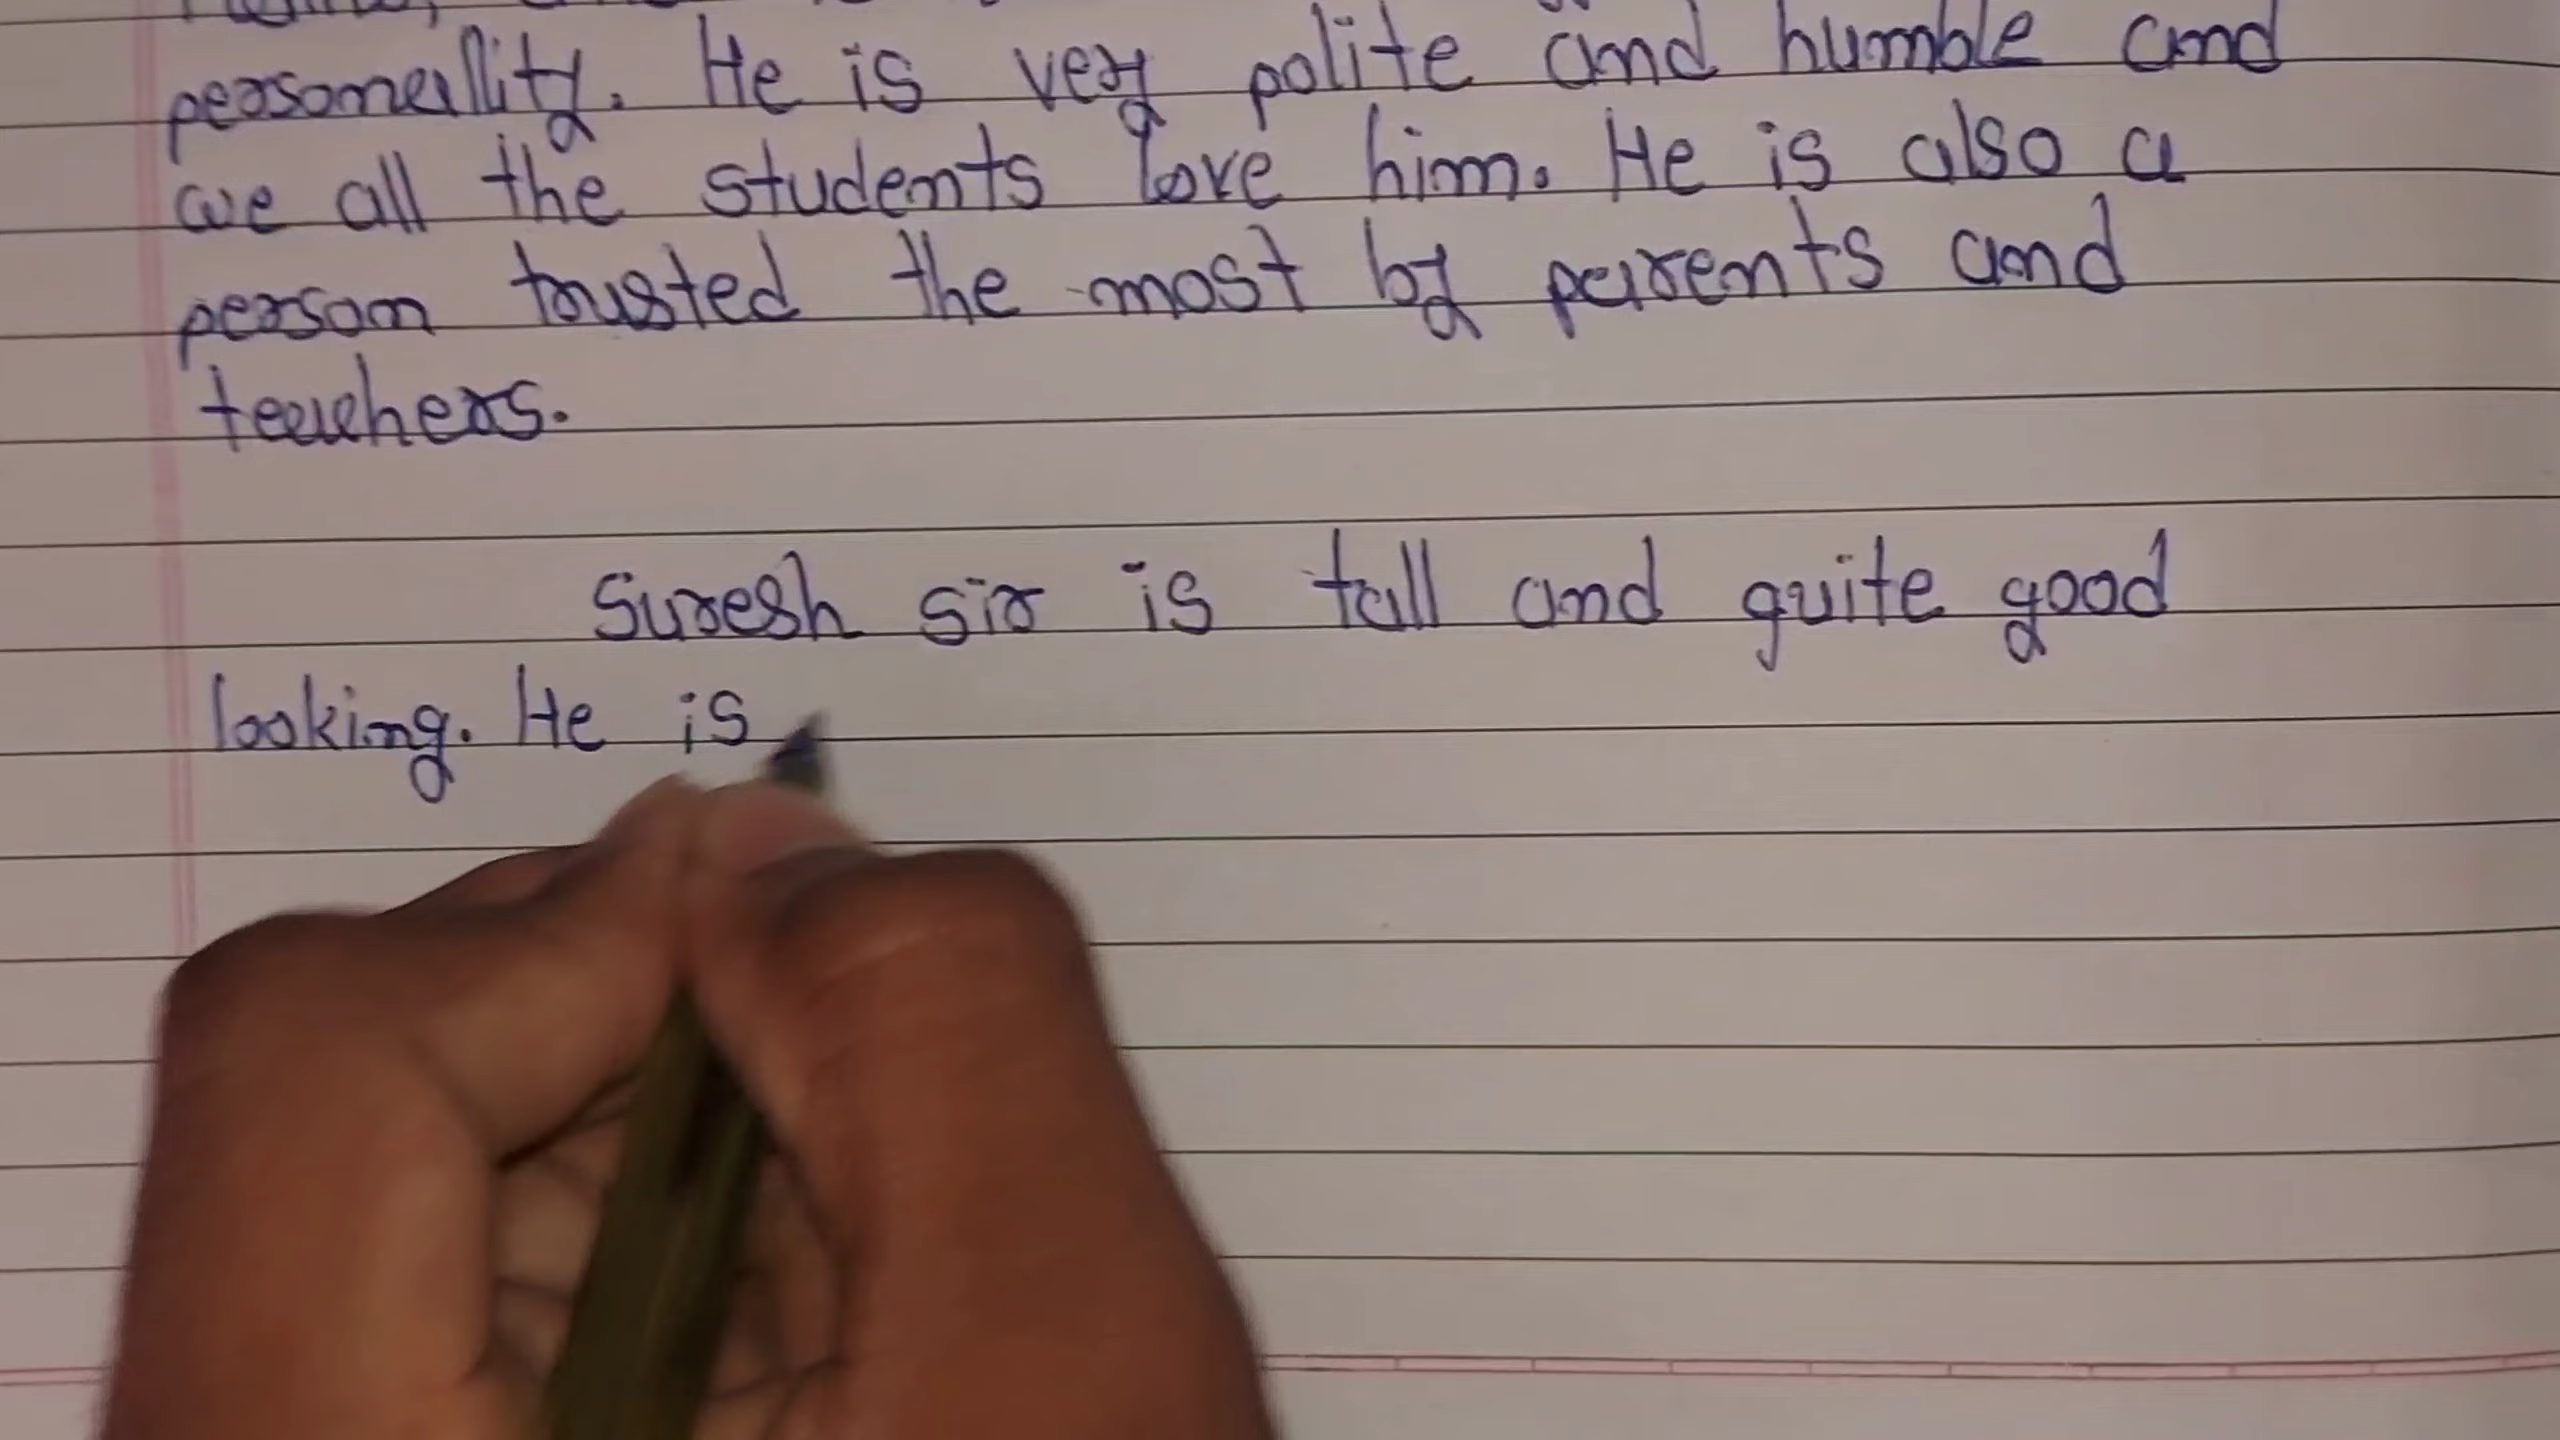 personallity. He is very polite and humble and
we all the students love him. He is also a
person trusted the most by parents and
teachers.
Suresh sir is tall and quite good
looking. He is